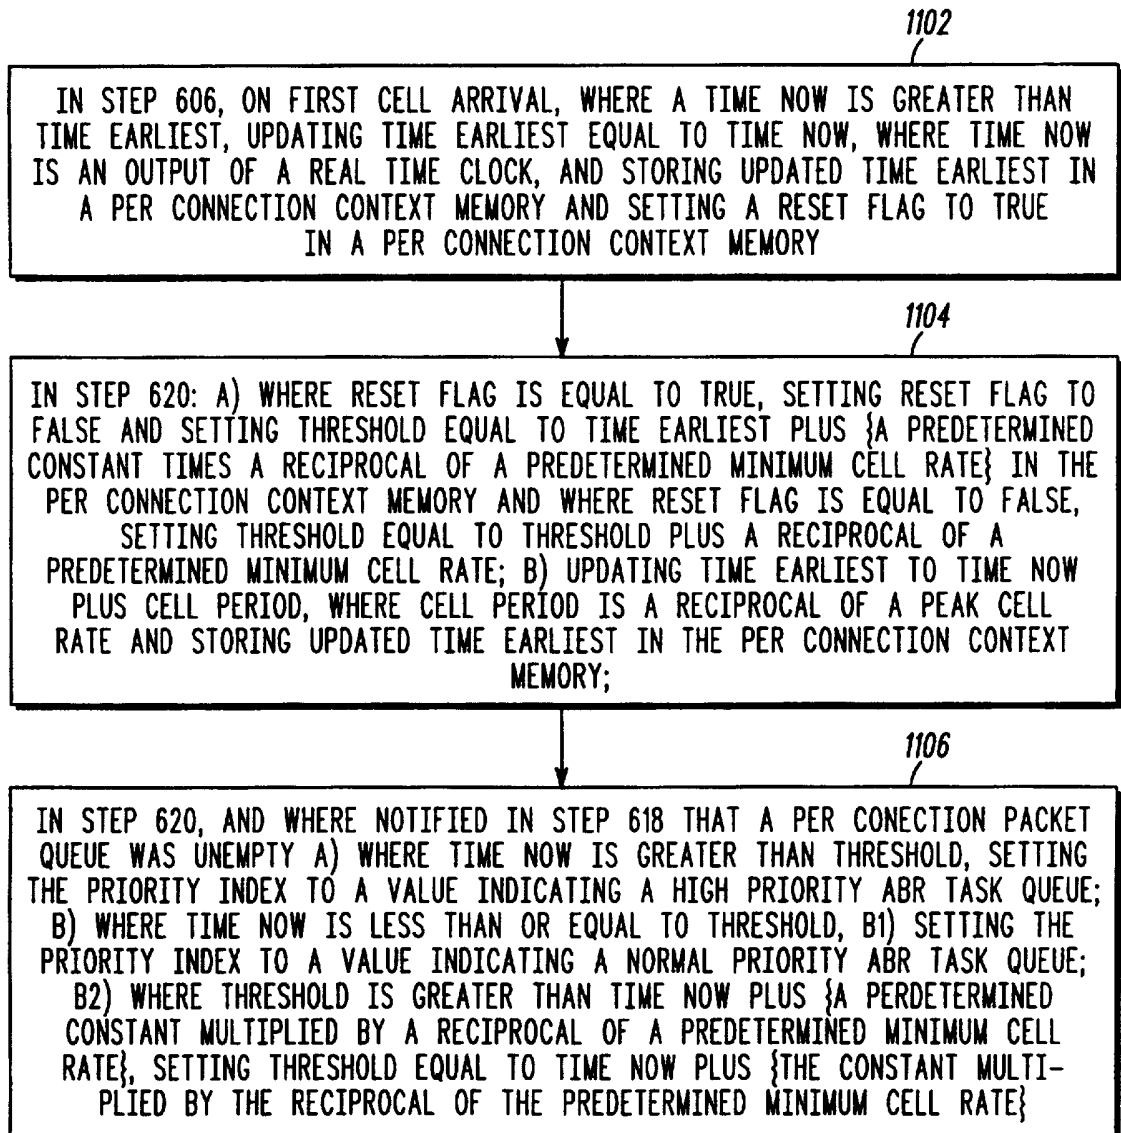 1102
IN STEP 606, ON FIRST CELL ARRIVAL, WHERE A TIME NOW IS GREATER THAN
TIME EARLIEST, UPDATING TIME EARLIEST EQUAL TO TIME NOW, WHERE TIME NOW
IS AN OUTPUT OF A REAL TIME CLOCK, AND STORING UPDATED TIME EARLIEST IN
A PER CONNECTION CONTEXT MEMORY AND SETTING A RESET FLAG TO TRUE
IN A PER CONNECTION CONTEXT MEMORY
1104
IN STEP 620: A) WHERE RESET FLAG IS EQUAL TO TRUE, SETTING RESET FLAG TO
FALSE AND SETTING THRESHOLD EQUAL TO TIME EARLIEST PLUS {A PREDETERMINED
CONSTANT TIMES A RECIPROCAL OF A PREDETERMINED MINIMUM CELL RATE} IN THE
PER CONNECTION CONTEXT MEMORY AND WHERE RESET FLAG IS EQUAL TO FALSE,
SETTING THRESHOLD EQUAL TO THRESHOLD PLUS A RECIPROCAL OF A
PREDETERMINED MINIMUM CELL RATE; B) UPDATING TIME EARLIEST TO TIME NOW
PLUS CELL PERIOD, WHERE CELL PERIOD IS A RECIPROCAL OF A PEAK CELL
RATE AND STORING UPDATED TIME EARLIEST IN THE PER CONNECTION CONTEXT
MEMORY;
1106
IN STEP 620, AND WHERE NOTIFIED IN STEP 618 THAT A PER CONECTION PACKET
QUEUE WAS UNEMPTY A) WHERE TIME NOW IS GREATER THAN THRESHOLD, SETTING
THE PRIORITY INDEX TO A VALUE INDICATING A HIGH PRIORITY ABR TASK QUEUE;
B) WHERE TIME NOW IS LESS THAN OR EQUAL TO THRESHOLD, B1) SETTING THE
PRIORITY INDEX TO A VALUE INDICATING A NORMAL PRIORITY ABR TASK QUEUE;
B2) WHERE THRESHOLD IS GREATER THAN TIME NOW PLUS {A PERDETERMINED
CONSTANT MULTIPLIED BY A RECIPROCAL OF A PREDETERMINED MINIMUM CELL
RATE}, SETTING THRESHOLD EQUAL TO TIME NOW PLUS {THE CONSTANT MULTI-
PLIED BY THE RECIPROCAL OF THE PREDETERMINED MINIMUM CELL RATE}